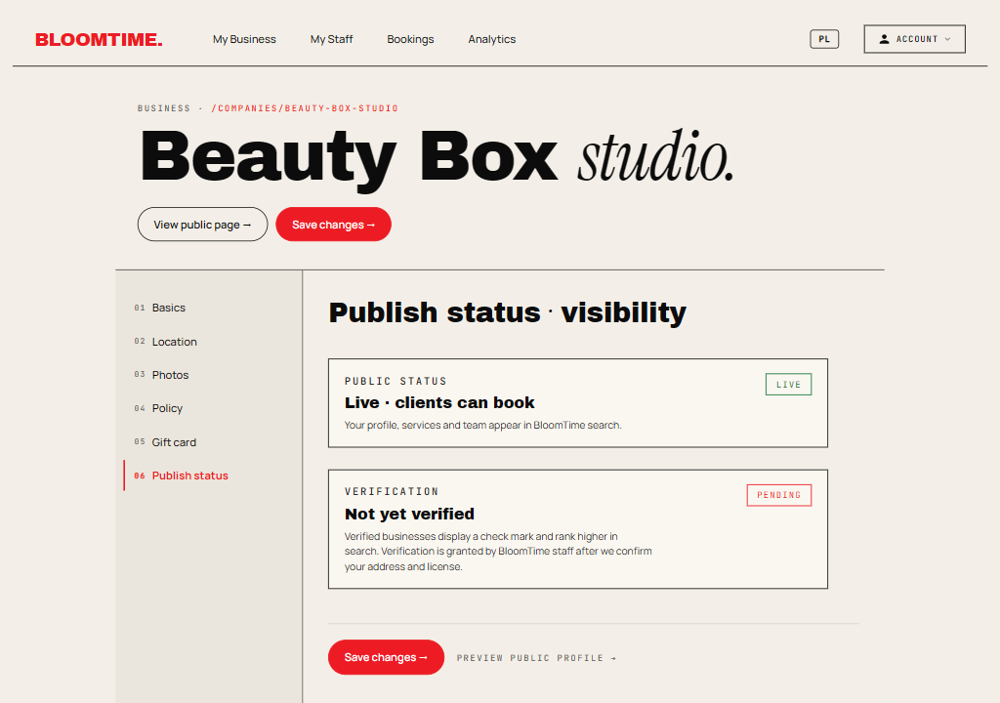 BLOOMTIME.
My Business
My Staff
Bookings
Analytics
PL
ACCOUNT
BUSINESS · /COMPANIES/BEAUTY-BOX-STUDIO
Beauty Box studio.
View public page →
Save changes →
01 Basics
02 Location
03 Photos
04 Policy
05 Gift card
06 Publish status
Publish status · visibility
PUBLIC STATUS
LIVE
Live · clients can book
Your profile, services and team appear in BloomTime search.
VERIFICATION
PENDING
Not yet verified
Verified businesses display a check mark and rank higher in
search. Verification is granted by BloomTime staff after we confirm
your address and license.
Save changes →
PREVIEW PUBLIC PROFILE →